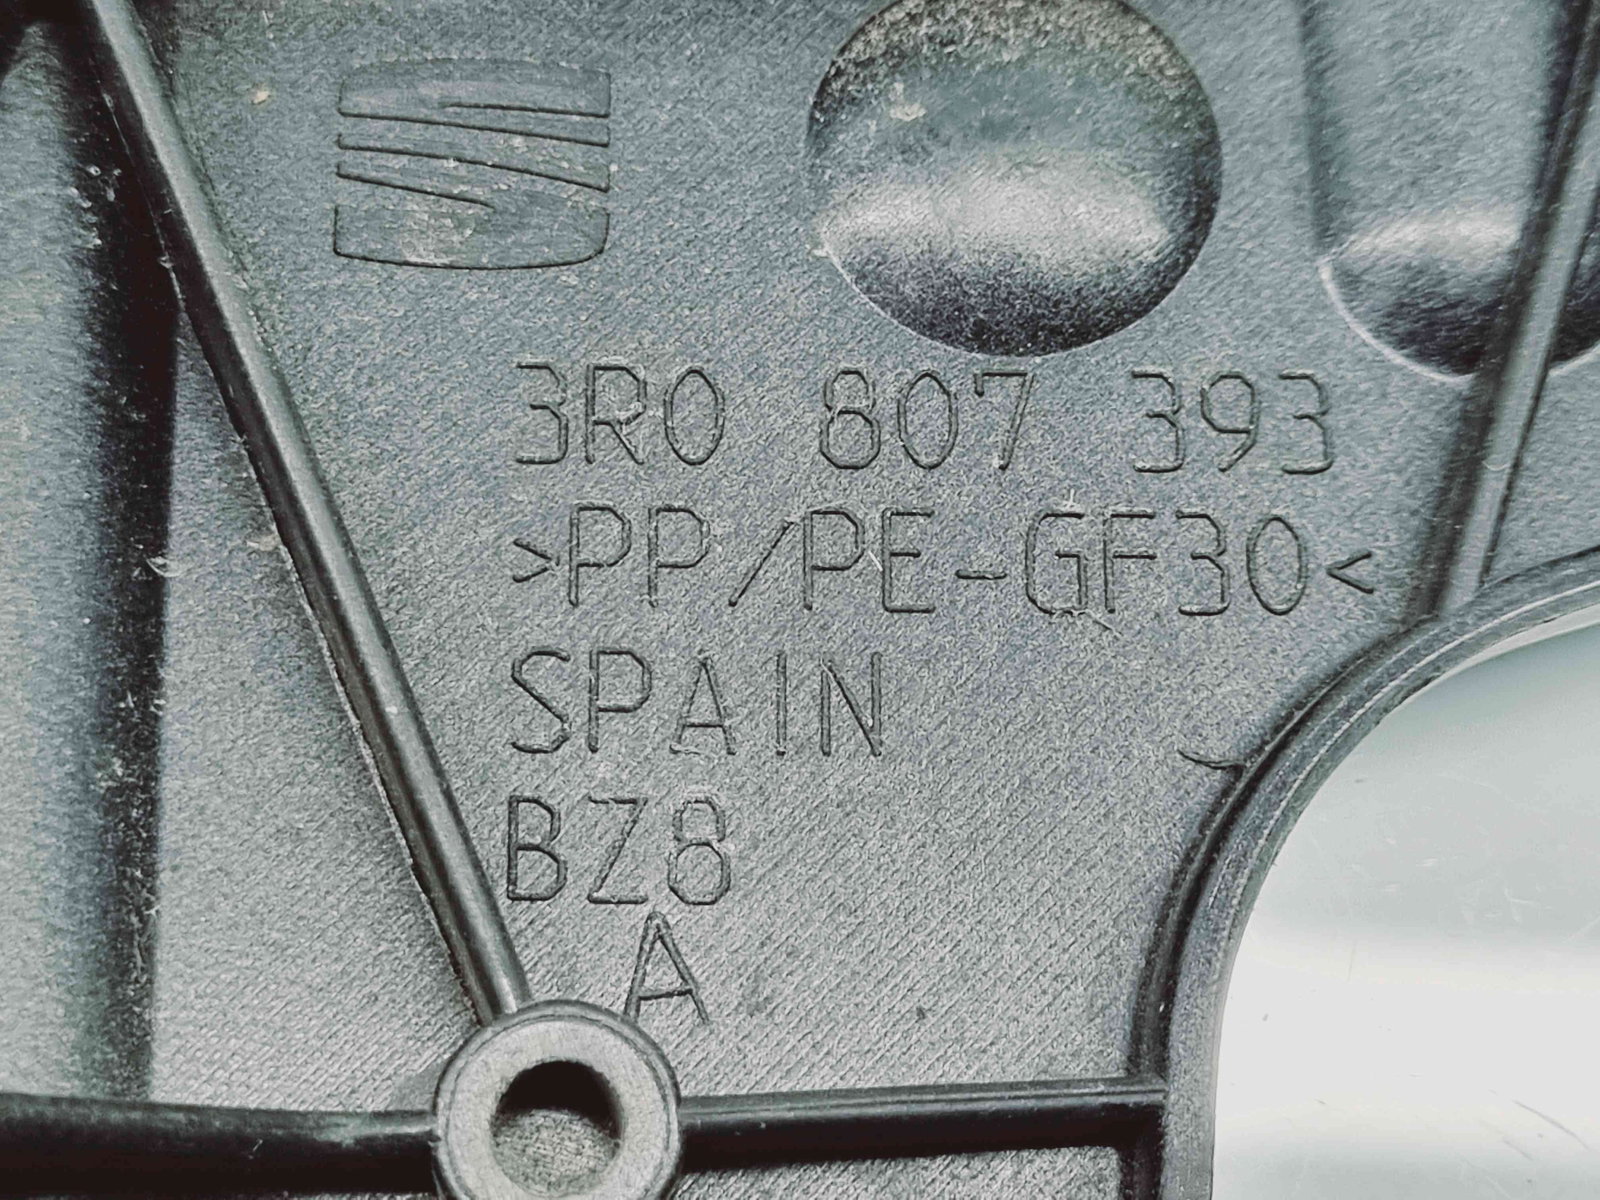 3R0 807 393
>PP/PE-GF30<
SPAIN
BZ8
A